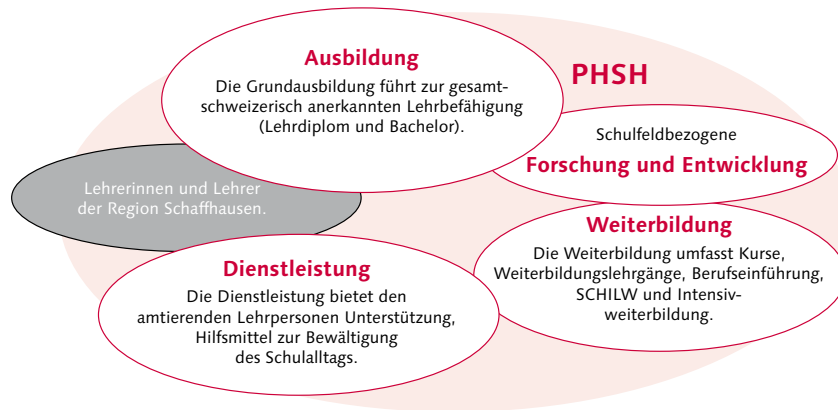 Ausbildung
Die Grundausbildung führt zur gesamt-
schweizerisch anerkannten Lehrbefähigung
(Lehrdiplom und Bachelor).
PHSH
Schulfeldbezogene
Forschung und Entwicklung
Lehrerinnen und Lehrer
der Region Schaffhausen.
Weiterbildung
Die Weiterbildung umfasst Kurse,
Weiterbildungslehrgänge, Berufseinführung,
SCHILW und Intensiv-
weiterbildung.
Dienstleistung
Die Dienstleistung bietet den
amtierenden Lehrpersonen Unterstützung,
Hilfsmittel zur Bewältigung
des Schulalltags.